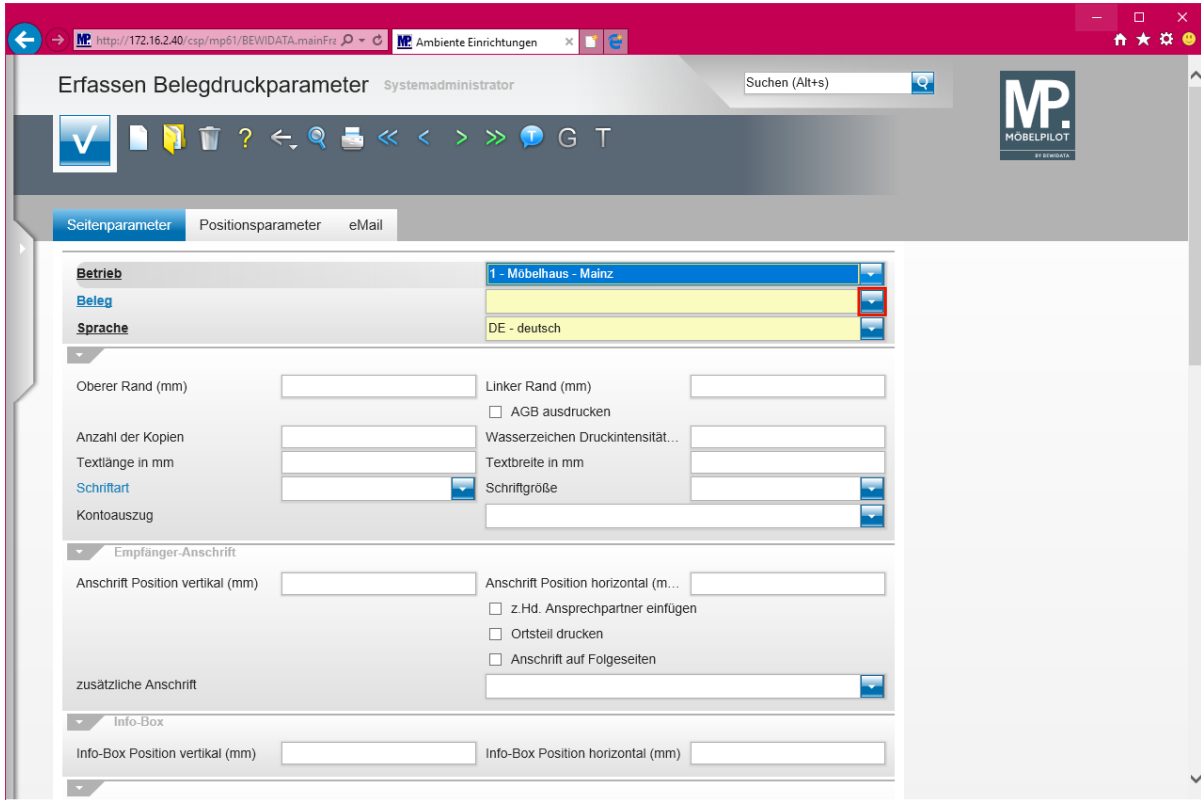 http://172.16.2.40/csp/mp61/BEWIDATA.mainFra
MP. Ambiente Einrichtungen
Erfassen Belegdruckparameter Systemadministrator
Suchen (Alt+s)
MP.
MÖBELPILOT
BY BEWIDATA
? G T
Seitenparameter Positionsparameter eMail
Betrieb 1 - Möbelhaus - Mainz
Beleg
Sprache DE - deutsch
Oberer Rand (mm) Linker Rand (mm)
AGB ausdrucken
Anzahl der Kopien Wasserzeichen Druckintensität...
Textlänge in mm Textbreite in mm
Schriftart Schriftgröße
Kontoauszug
Empfänger-Anschrift
Anschrift Position vertikal (mm) Anschrift Position horizontal (m...
z.Hd. Ansprechpartner einfügen
Ortsteil drucken
Anschrift auf Folgeseiten
zusätzliche Anschrift
Info-Box
Info-Box Position vertikal (mm) Info-Box Position horizontal (mm)